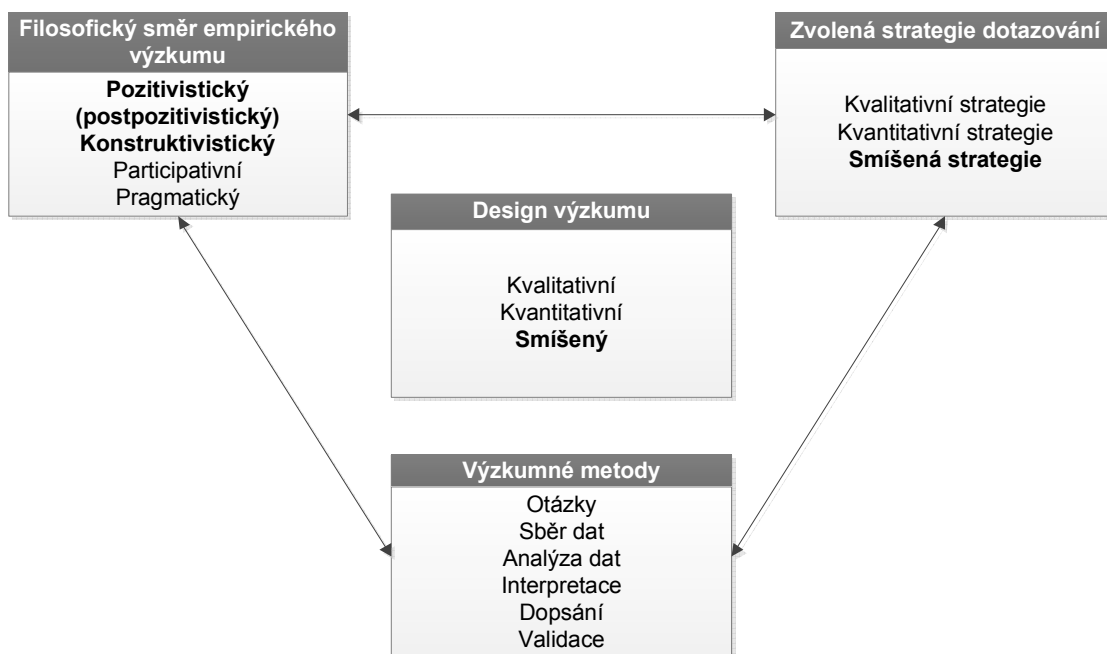 Filosofický směr empirického
výzkumu
Pozitivistický
(postpozitivistický)
Konstruktivistický
Participativní
Pragmatický
Zvolená strategie dotazování
Kvalitativní strategie
Kvantitativní strategie
Smíšená strategie
Design výzkumu
Kvalitativní
Kvantitativní
Smíšený
Výzkumné metody
Otázky
Sběr dat
Analýza dat
Interpretace
Dopsání
Validace